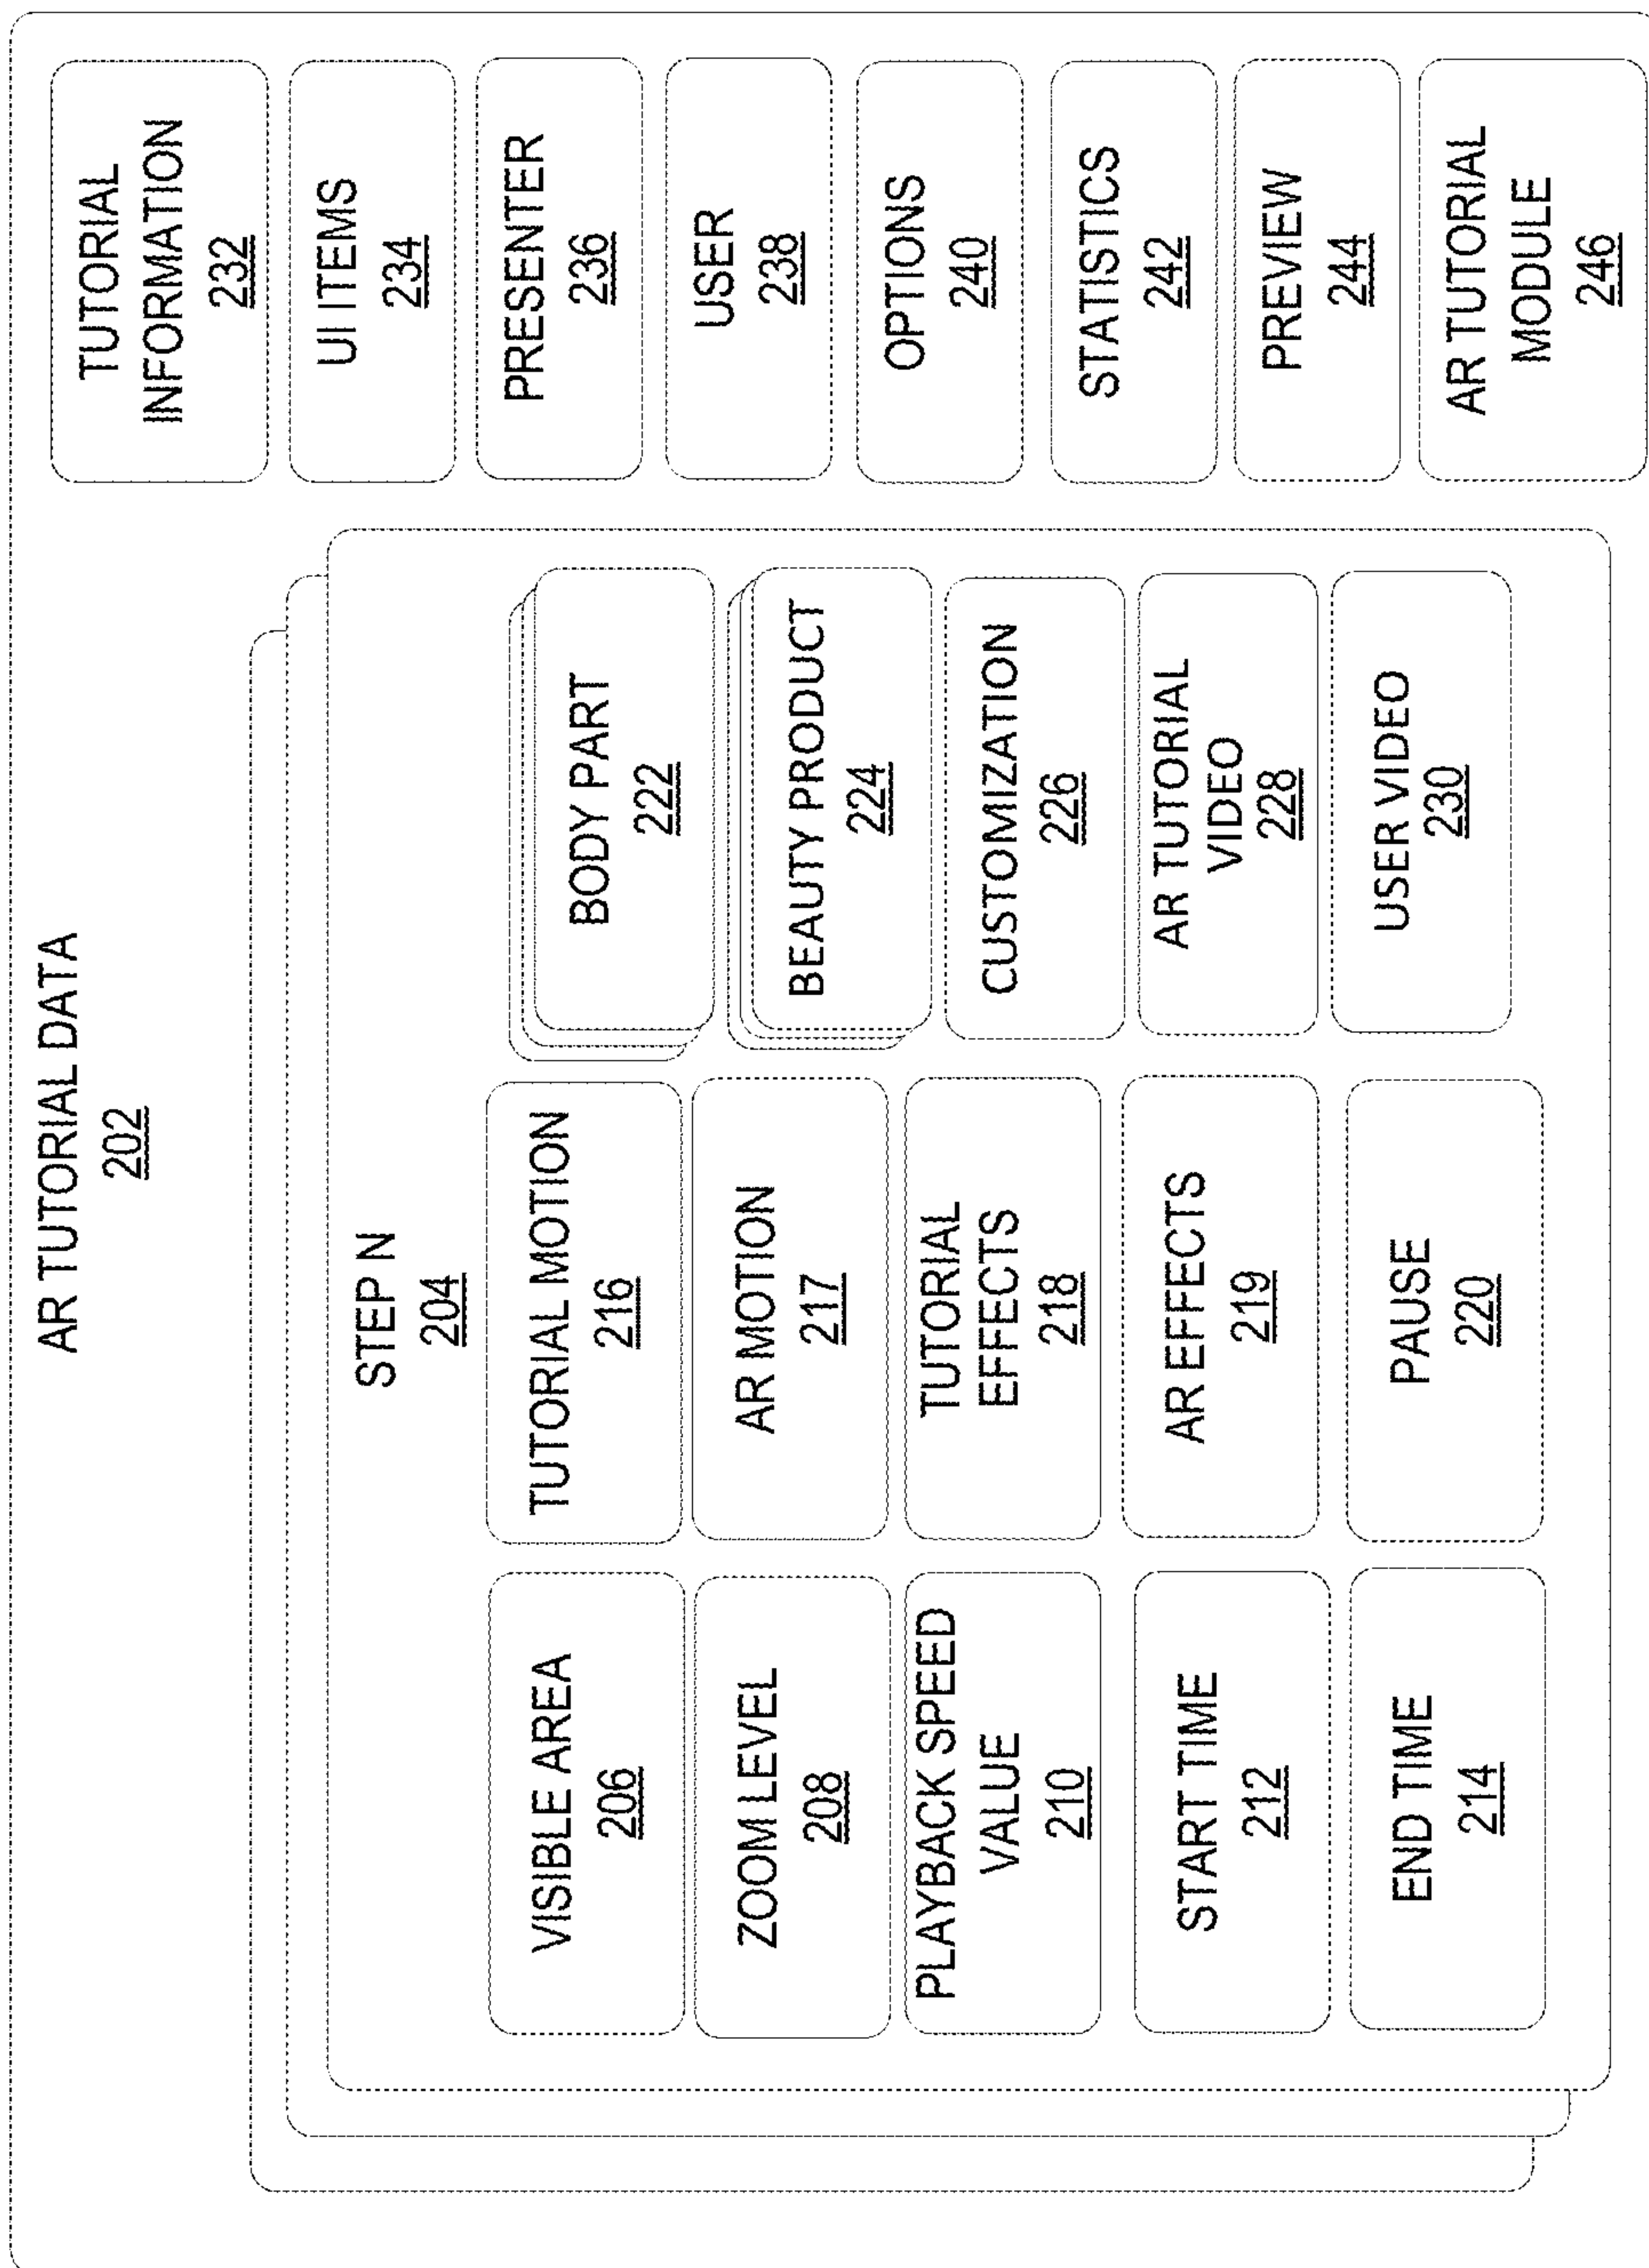 AR TUTORIAL DATA
202
STEP N
204
VISIBLE AREA
206
ZOOM LEVEL
208
PLAYBACK SPEED
VALUE
210
START TIME
212
END TIME
214
TUTORIAL MOTION
216
AR MOTION
217
TUTORIAL
EFFECTS
218
AR EFFECTS
219
PAUSE
220
BODY PART
222
BEAUTY PRODUCT
224
CUSTOMIZATION
226
AR TUTORIAL
VIDEO
228
USER VIDEO
230
TUTORIAL
INFORMATION
232
UI ITEMS
234
PRESENTER
236
USER
238
OPTIONS
240
STATISTICS
242
PREVIEW
244
AR TUTORIAL
MODULE
246